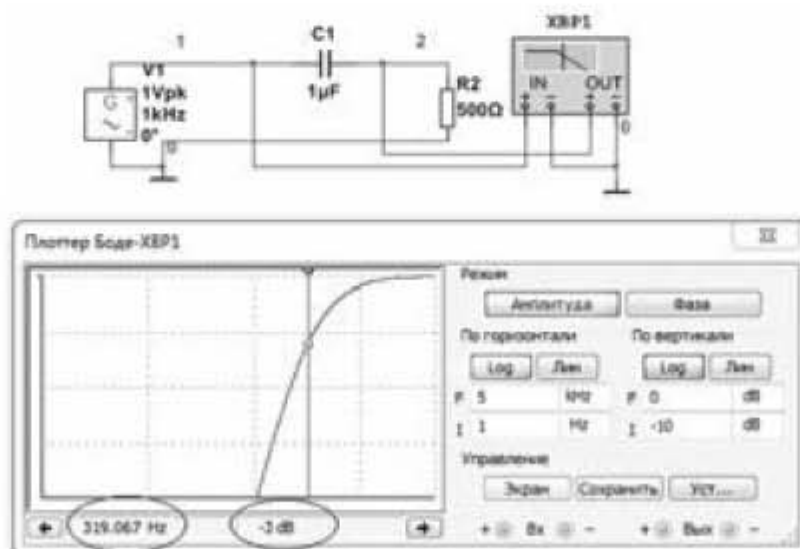 XBP1
1
C1
2
V1
1Vpk
1kHz
0°
0
1µF
R2
500Ω
IN
OUT
0
Плоттер Боде-XBP1
Режим
Амплитуда
Фаза
По горизонтали
По вертикали
Log
Лин
Log
Лин
F 5 kHz
F 0 dB
I 1 Hz
I -10 dB
Управление
Экран
Сохранить
Уст...
319.067 Hz
-3 dB
+ Вх -
+ Вых -